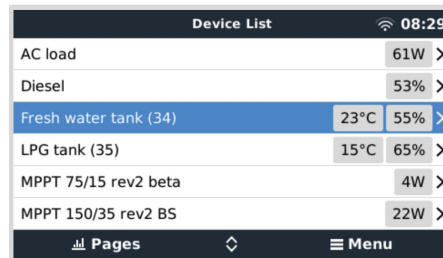 Device List 08:29
AC load 61W
Diesel 53%
Fresh water tank (34) 23°C 55%
LPG tank (35) 15°C 65%
MPPT 75/15 rev2 beta 4W
MPPT 150/35 rev2 BS 22W
Pages Menu